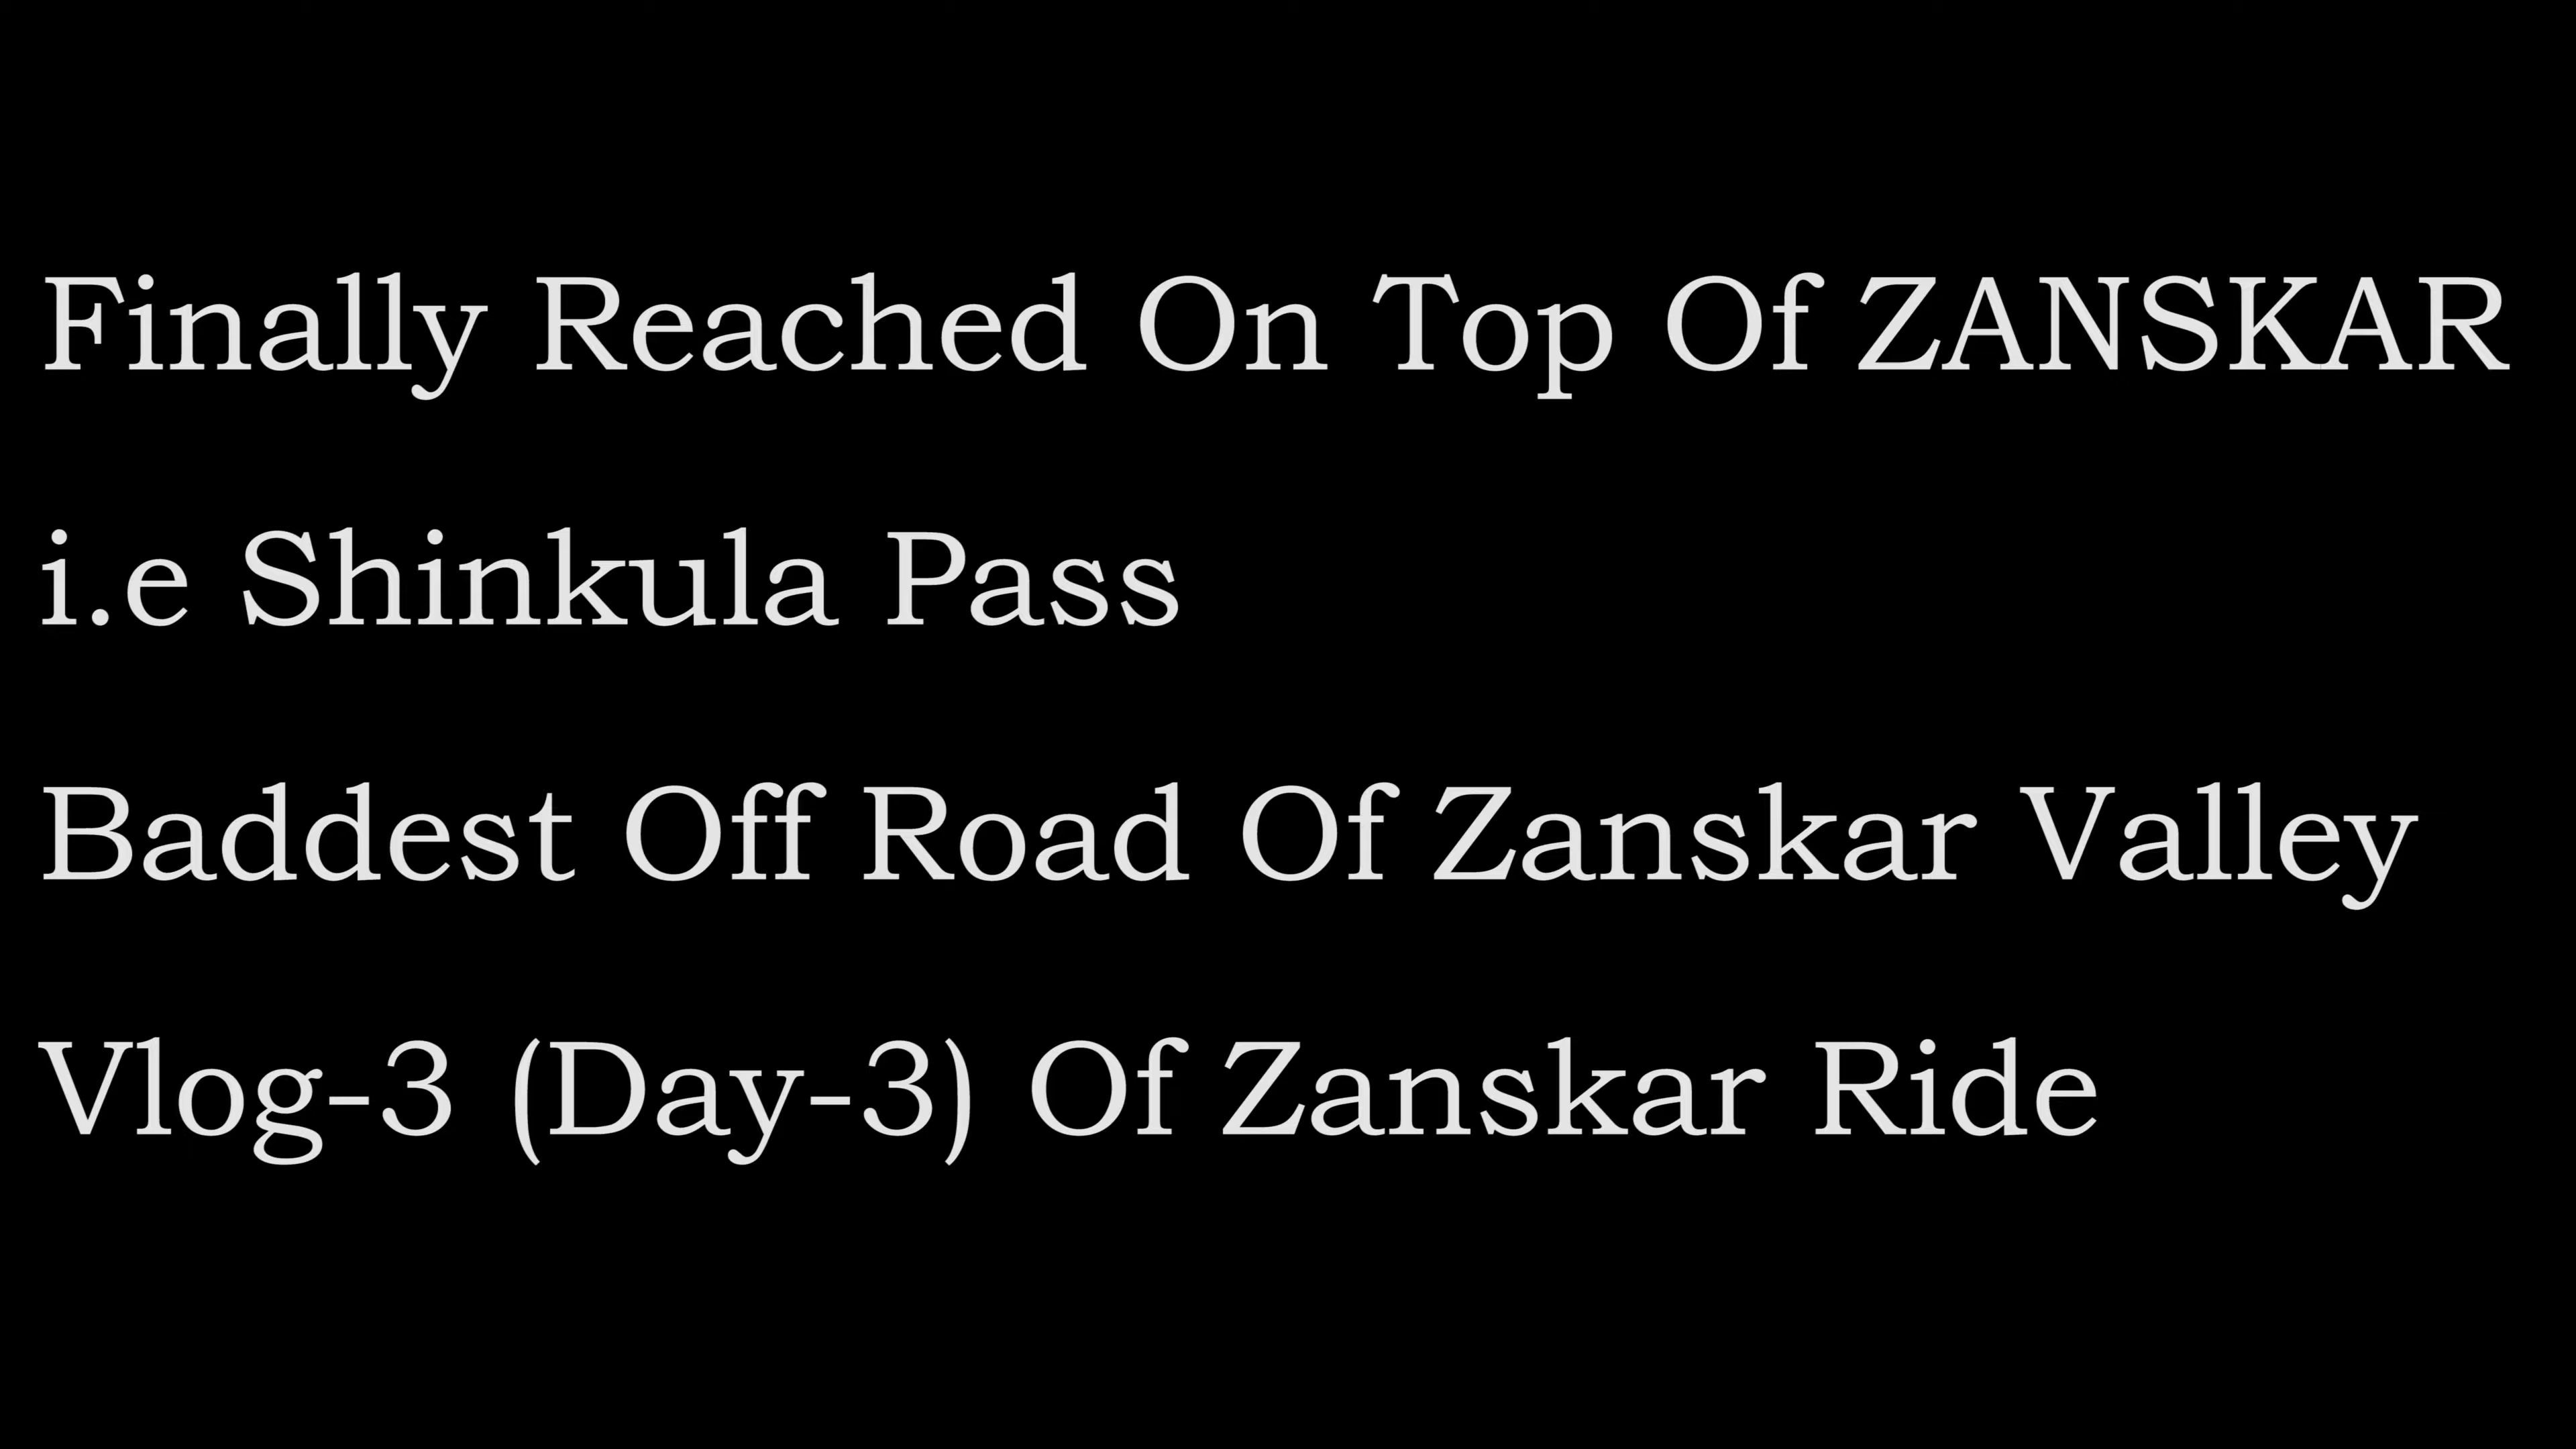 Finally Reached On Top Of ZANSKAR
i.e Shinkula Pass
Baddest Off Road Of Zanskar Valley
Vlog-3 (Day-3) Of Zanskar Ride